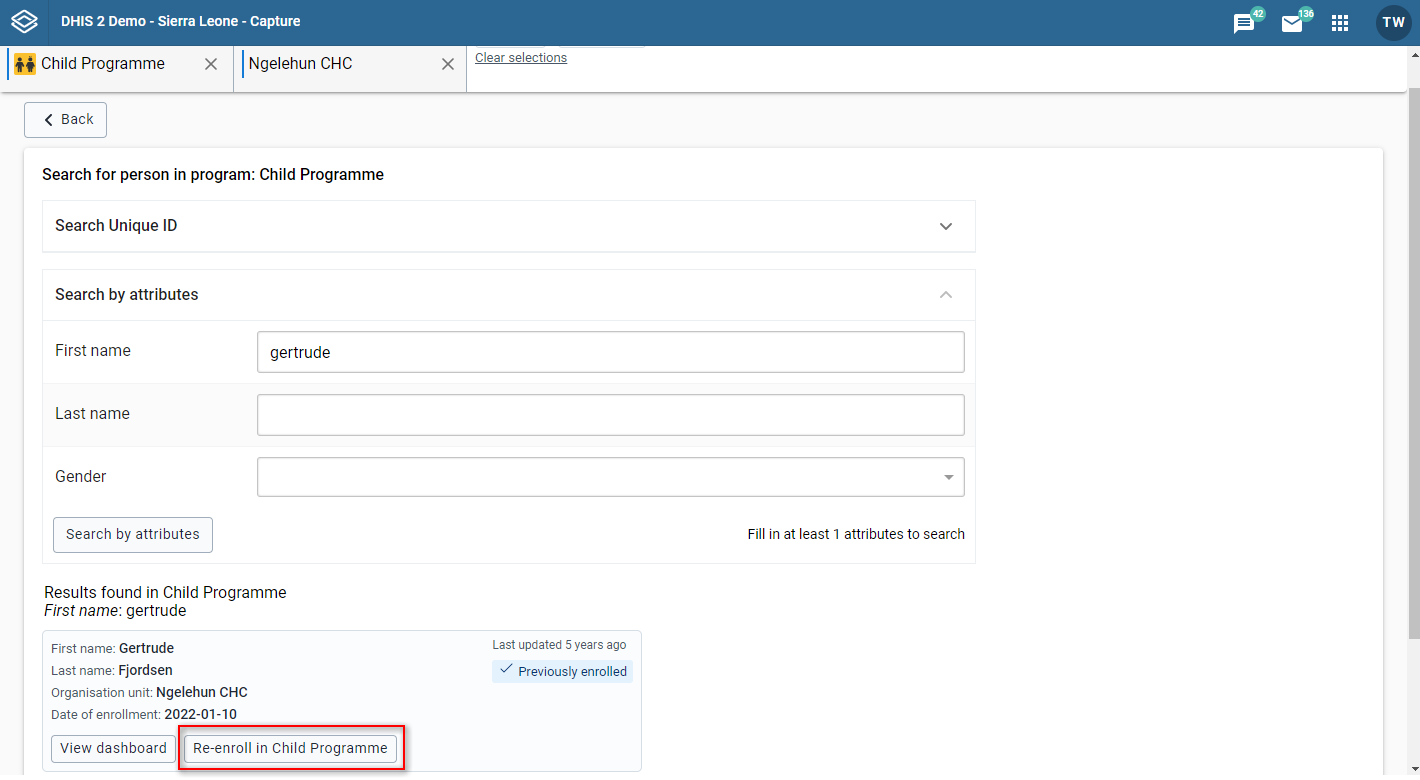 DHIS 2 Demo - Sierra Leone - Capture
42
136
TW
Child Programme
Ngelehun CHC
Clear selections
Back
Search for person in program: Child Programme
Search Unique ID
Search by attributes
First name
gertrude
Last name
Gender
Search by attributes
Fill in at least 1 attributes to search
Results found in Child Programme
First name: gertrude
First name: Gertrude
Last updated 5 years ago
Last name: Fjordsen
Previously enrolled
Organisation unit: Ngelehun CHC
Date of enrollment: 2022-01-10
View dashboard
Re-enroll in Child Programme